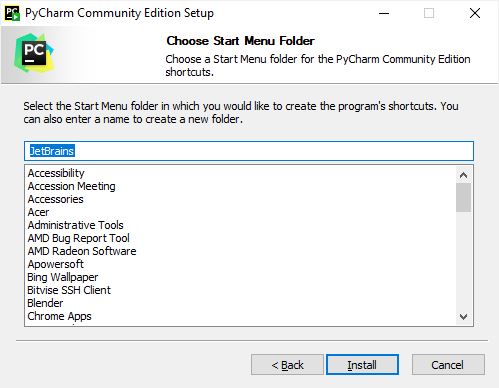 PyCharm Community Edition Setup
Choose Start Menu Folder
Choose a Start Menu folder for the PyCharm Community Edition
shortcuts.
Select the Start Menu folder in which you would like to create the program's shortcuts. You
can also enter a name to create a new folder.
JetBrains
Accessibility
Accession Meeting
Accessories
Acer
Administrative Tools
AMD Bug Report Tool
AMD Radeon Software
Apowersoft
Bing Wallpaper
Bitvise SSH Client
Blender
Chrome Apps
< Back
Install
Cancel